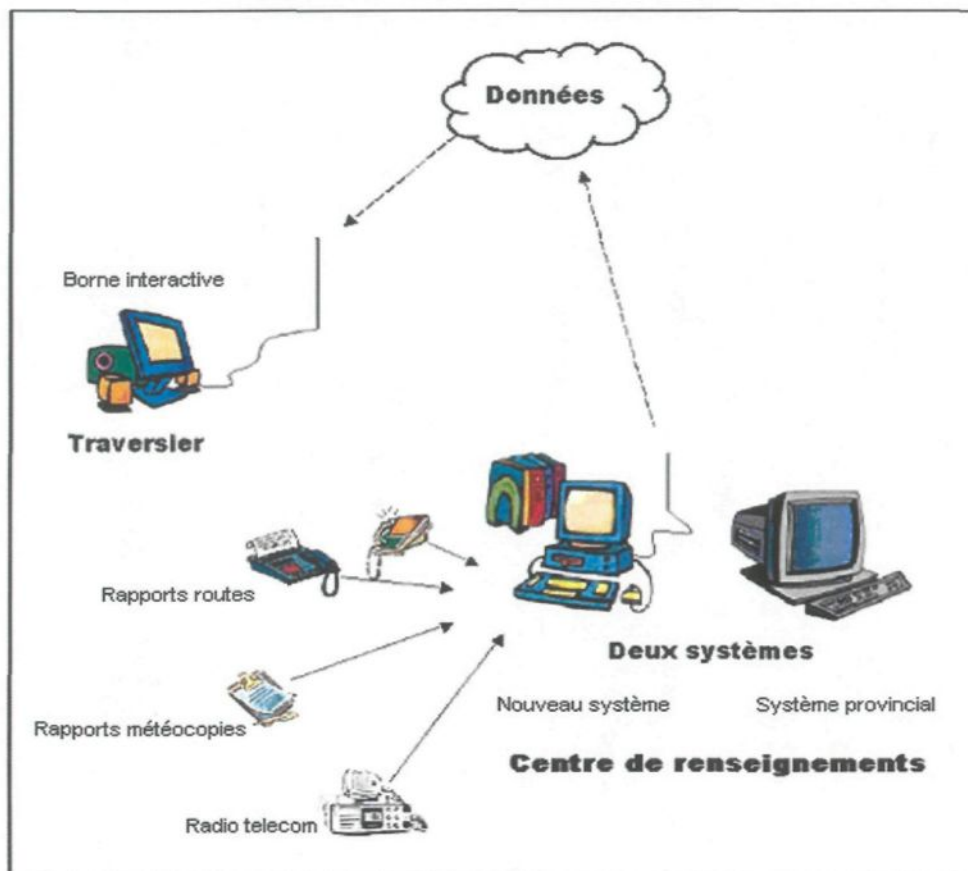 Données
Borne interactive
Traversier
Rapports routes
Deux systèmes
Nouveau système
Système provincial
Rapports météocopies
Centre de renseignements
Radio telecom